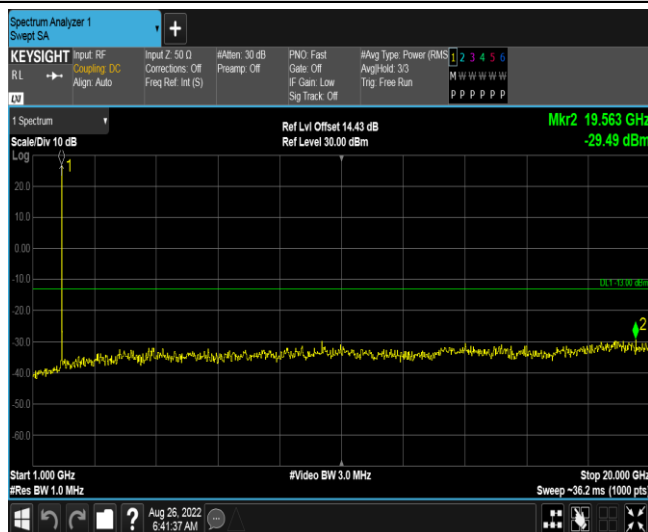 Spectrum Analyzer 1
Swept SA
+
KEYSIGHT
RL
LXI
Input: RF
Coupling: DC
Align: Auto
Input Z: 50 Ω
Corrections: Off
Freq Ref: Int (S)
#Atten: 30 dB
Preamp: Off
PNO: Fast
Gate: Off
IF Gain: Low
Sig Track: Off
#Avg Type: Power (RMS
Avg|Hold: 3/3
Trig: Free Run
1 2 3 4 5 6
M W W W W W
P P P P P P
1 Spectrum
Scale/Div 10 dB
Log
Ref Lvl Offset 14.43 dB
Ref Level 30.00 dBm
Mkr2 19.563 GHz
-29.49 dBm
1
20.0
10.0
0.00
-10.0
DL1 -13.00 dBm
-20.0
2
-30.0
-40.0
-50.0
-60.0
Start 1.000 GHz
#Res BW 1.0 MHz
#Video BW 3.0 MHz
Stop 20.000 GHz
Sweep ~36.2 ms (1000 pts)
?
Aug 26, 2022
6:41:37 AM